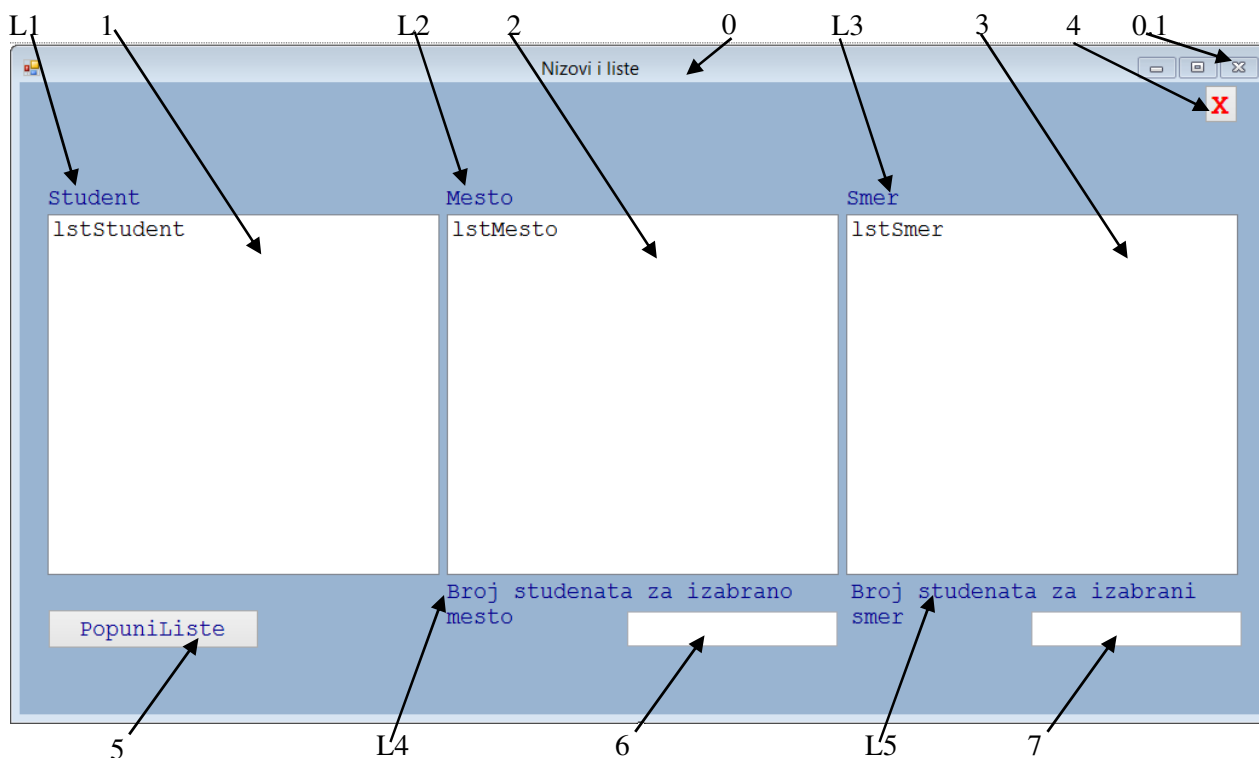 L1 1 L2 2 0 L3 3 4 0.1
Nizovi i liste
X
Student Mesto Smer
lstStudent lstMesto lstSmer
Broj studenata za izabrano
mesto
Broj studenata za izabrani
smer
PopuniListe
5 L4 6 L5 7